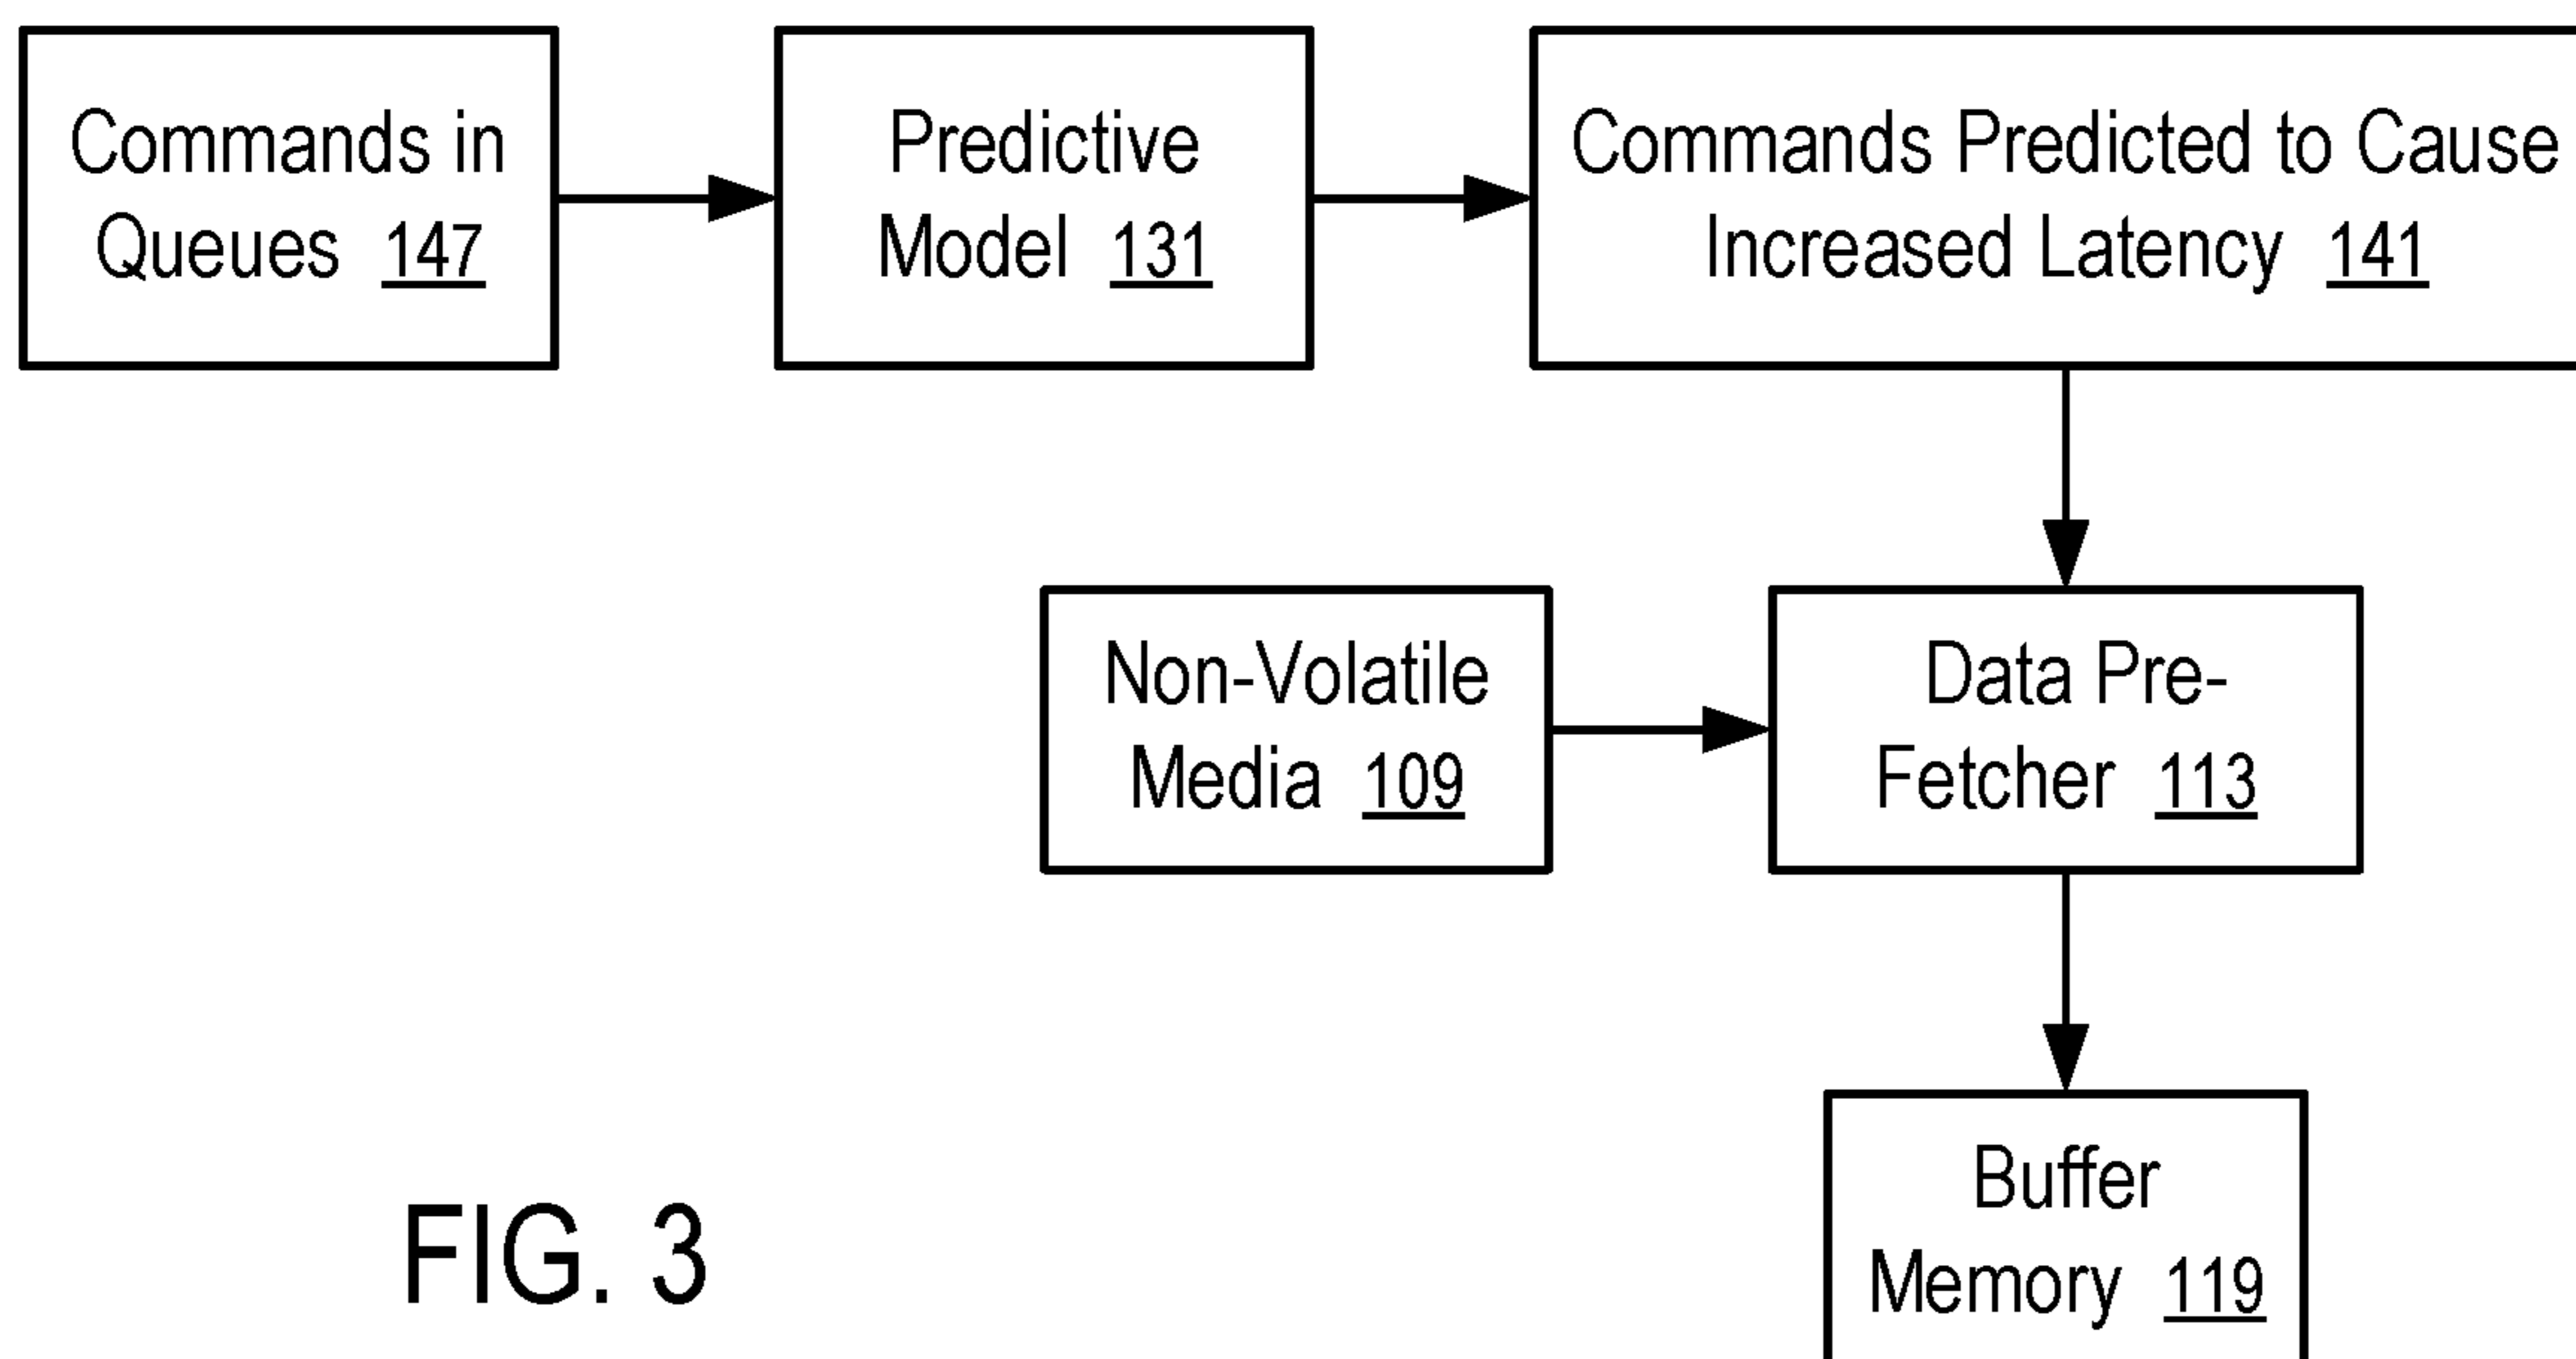 Commands in
Queues 147
Predictive
Model 131
Commands Predicted to Cause
Increased Latency 141
Non-Volatile
Media 109
Data Pre-
Fetcher 113
Buffer
Memory 119
FIG. 3